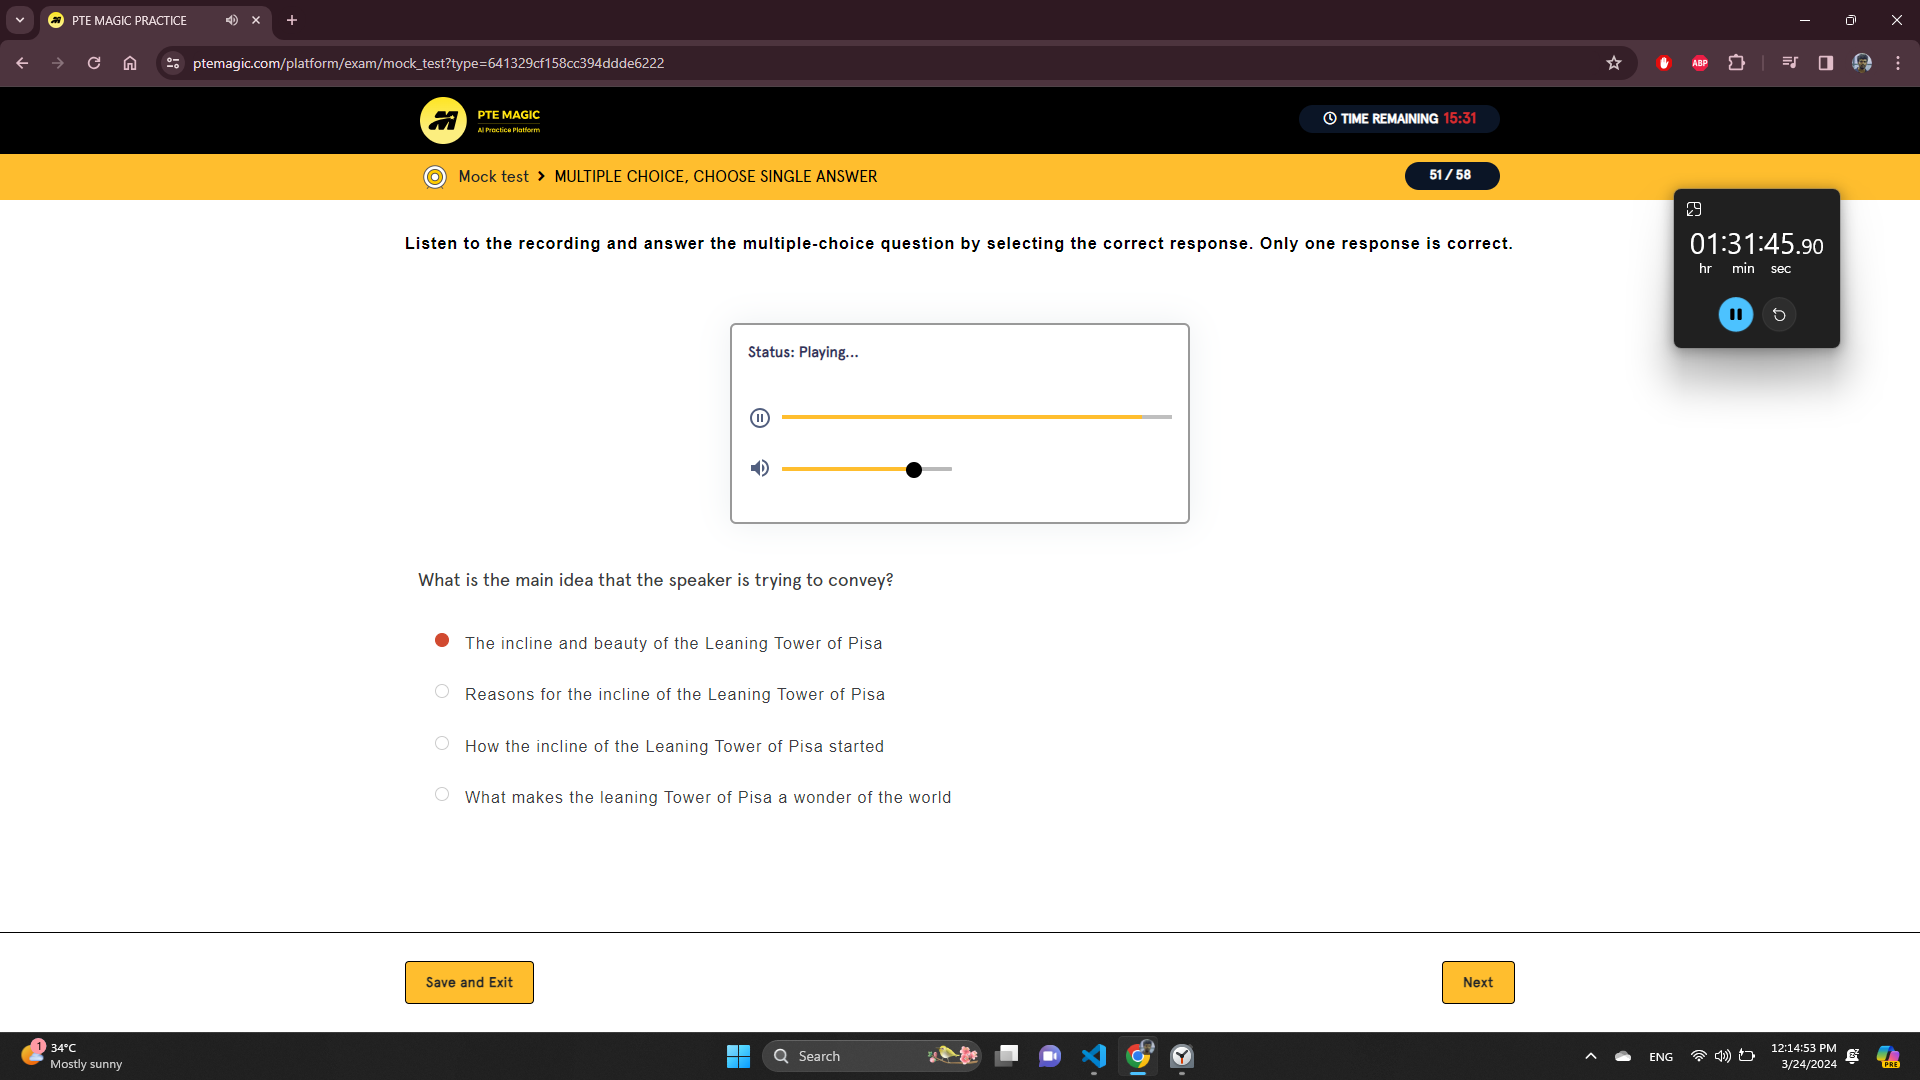 PTE MAGIC PRACTICE
ptemagic.com/platform/exam/mock_test?type=641329cf158cc394ddde6222
ABP
PTE MAGIC
AI Practice Platform
TIME REMAINING 15:31
Mock test > MULTIPLE CHOICE, CHOOSE SINGLE ANSWER
51 / 58
Listen to the recording and answer the multiple-choice question by selecting the correct response. Only one response is correct.
01:31:45.90
hr min sec
Status: Playing...
What is the main idea that the speaker is trying to convey?
The incline and beauty of the Leaning Tower of Pisa
Reasons for the incline of the Leaning Tower of Pisa
How the incline of the Leaning Tower of Pisa started
What makes the leaning Tower of Pisa a wonder of the world
Save and Exit
Next
1
34°C
Mostly sunny
Search
ENG
12:14:53 PM
3/24/2024
PRE